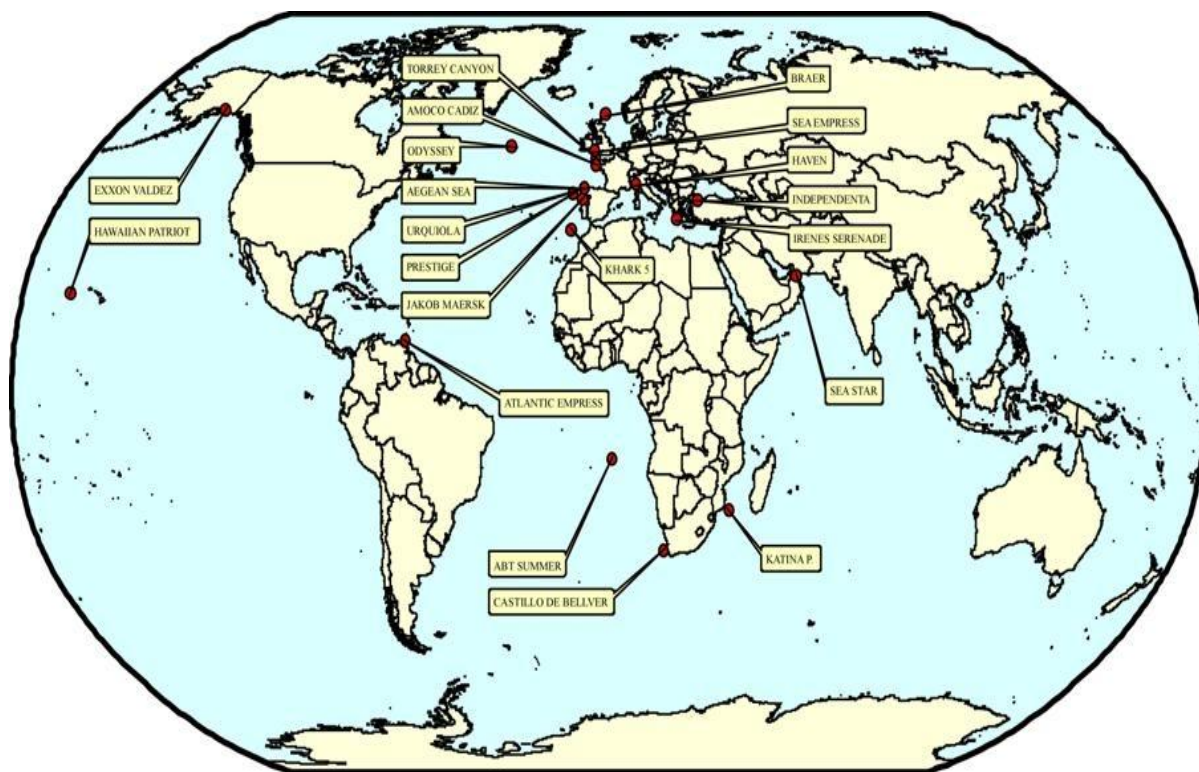 TORREY CANYON
BRAER
AMOCO CADIZ
SEA EMPRESS
ODYSSEY
HAVEN
EXXON VALDEZ
AEGEAN SEA
INDEPENDENTA
HAWAIIAN PATRIOT
URQUIOLA
IRENES SERENADE
PRESTIGE
KHARK 5
JAKOB MAERSK
SEA STAR
ATLANTIC EMPRESS
ABT SUMMER
KATINA P.
CASTILLO DE BELLVER